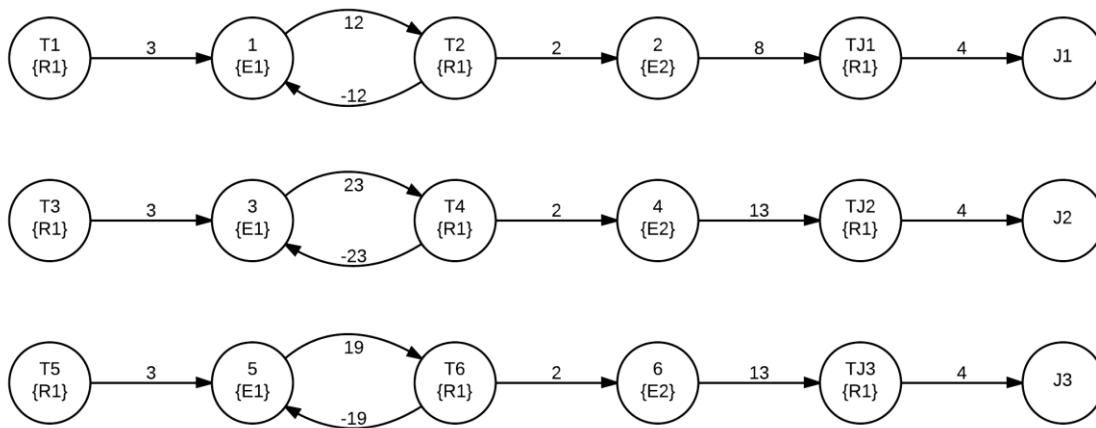 T1
{R1}
3
1
{E1}
12
-12
T2
{R1}
2
2
{E2}
8
TJ1
{R1}
4
J1
T3
{R1}
3
3
{E1}
23
-23
T4
{R1}
2
4
{E2}
13
TJ2
{R1}
4
J2
T5
{R1}
3
5
{E1}
19
-19
T6
{R1}
2
6
{E2}
13
TJ3
{R1}
4
J3